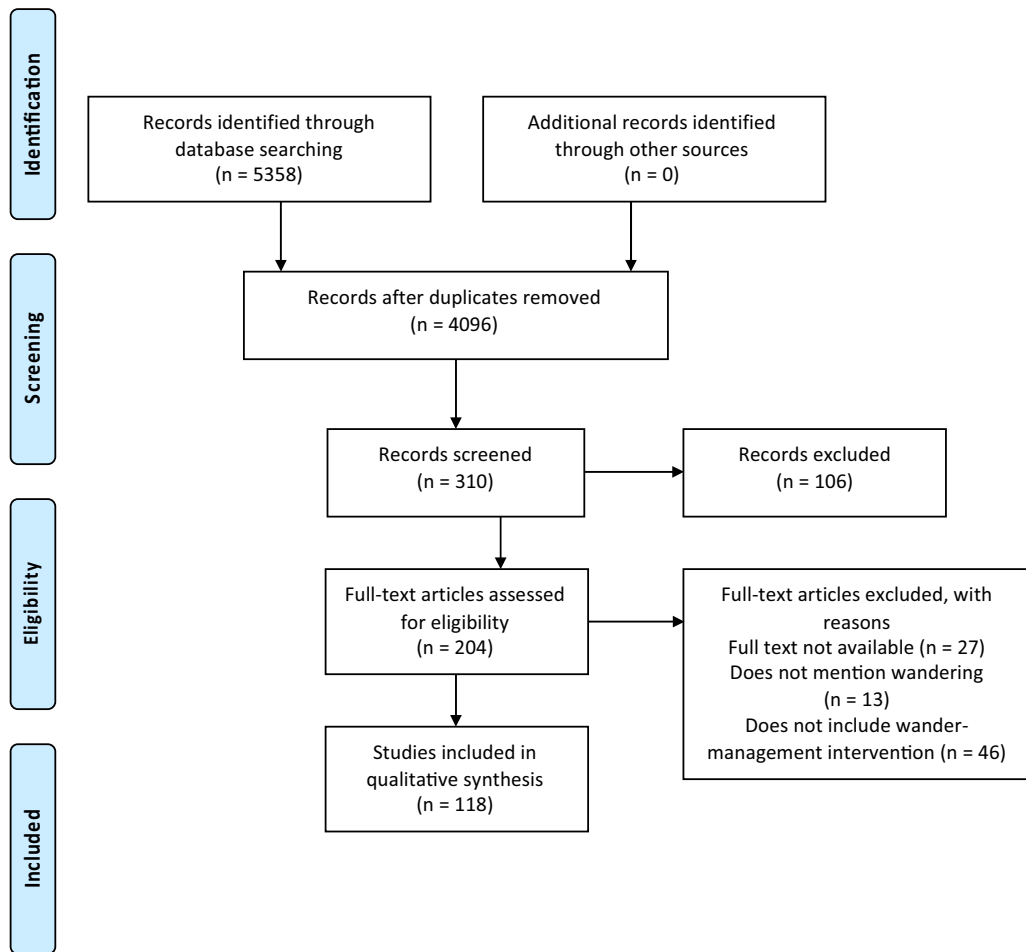 Identification
Records identified through
database searching
(n = 5358)
Additional records identified
through other sources
(n = 0)
Screening
Records after duplicates removed
(n = 4096)
Records screened
(n = 310)
Records excluded
(n = 106)
Eligibility
Full-text articles assessed
for eligibility
(n = 204)
Full-text articles excluded, with
reasons
Full text not available (n = 27)
Does not mention wandering
(n = 13)
Does not include wander-
management intervention (n = 46)
Included
Studies included in
qualitative synthesis
(n = 118)